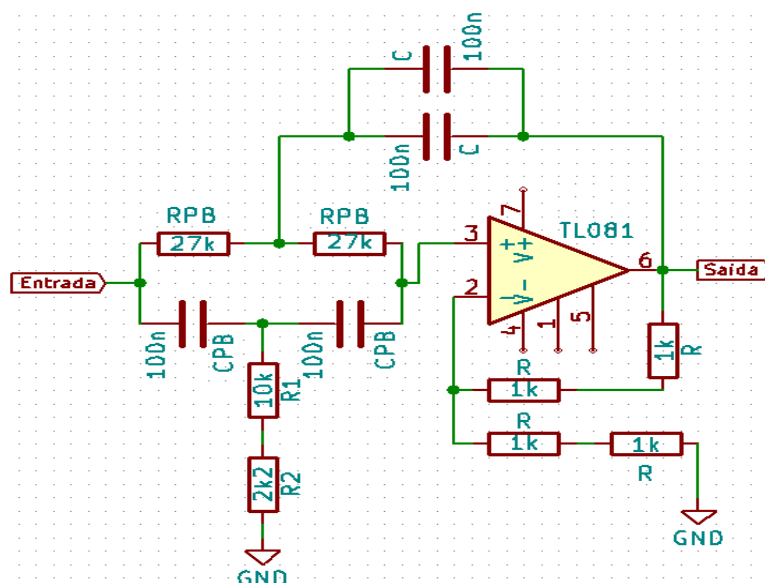 C
100n
100n
C
RPB
27k
RPB
27k
Entrada
100n
CPB
100n
CPB
10k
R1
2k2
R2
GND
3
2
V+
V-
7
4
1
5
6
TL081
Saída
1k
R
R
1k
R
1k
1k
R
GND